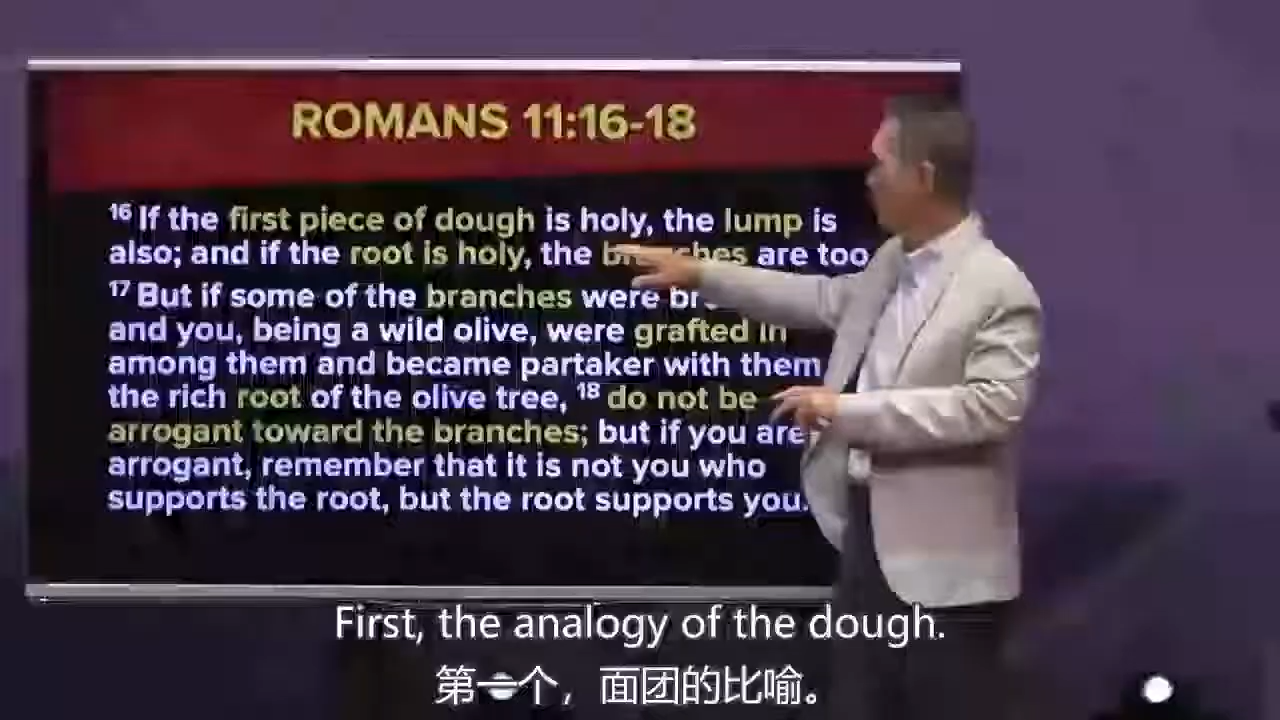 ROMANS 11:16-18
16 If the first piece of dough is holy, the lump is
also; and if the root is holy, the branches are too
17 But if some of the branches were
and you, being a wild olive, were grafted in
among them and became partaker with them
the rich root of the olive tree, 18 do not be
arrogant toward the branches; but if you are
arrogant, remember that it is not you who
supports the root, but the root supports you.
First, the analogy of the dough.
第一个，面团的比喻。